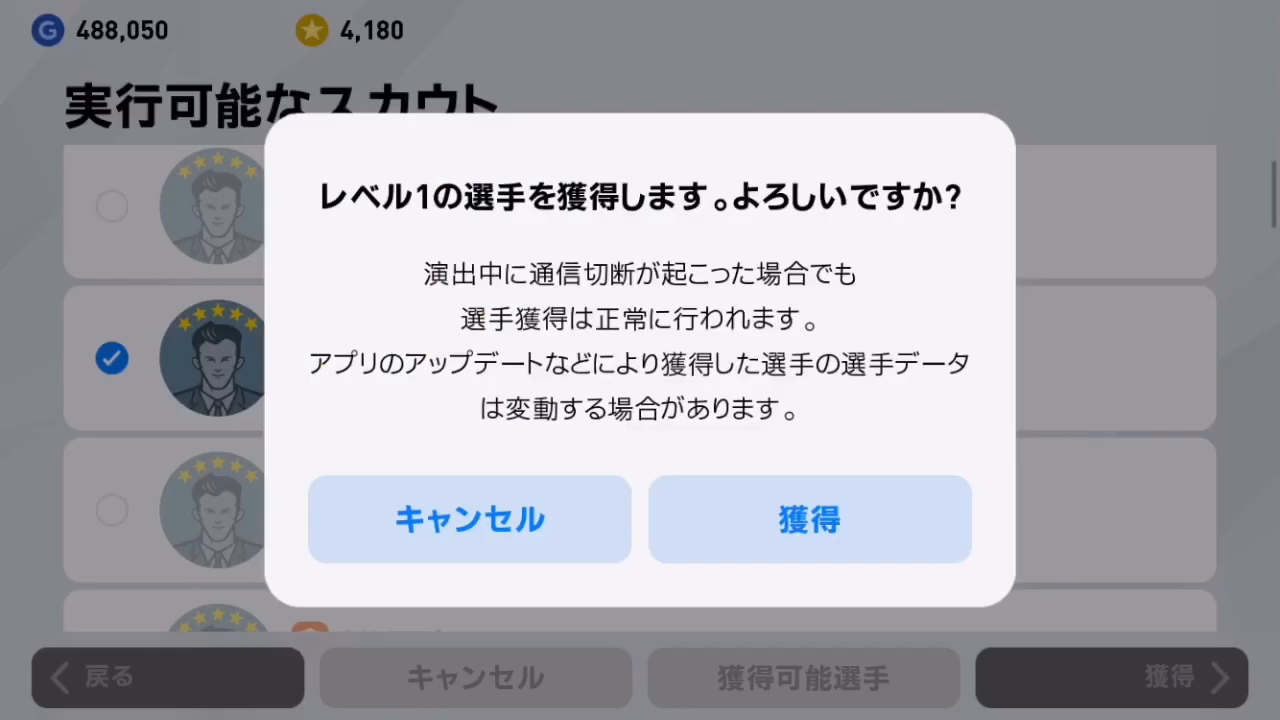 488,050
4,180
実行可能なスカウト
レベル1の選手を獲得します。よろしいですか?
演出中に通信切断が起こった場合でも
選手獲得は正常に行われます。
アプリのアップデートなどにより獲得した選手の選手データ
は変動する場合があります。
キャンセル
獲得
戻る
キャンセル
獲得可能選手
獲得